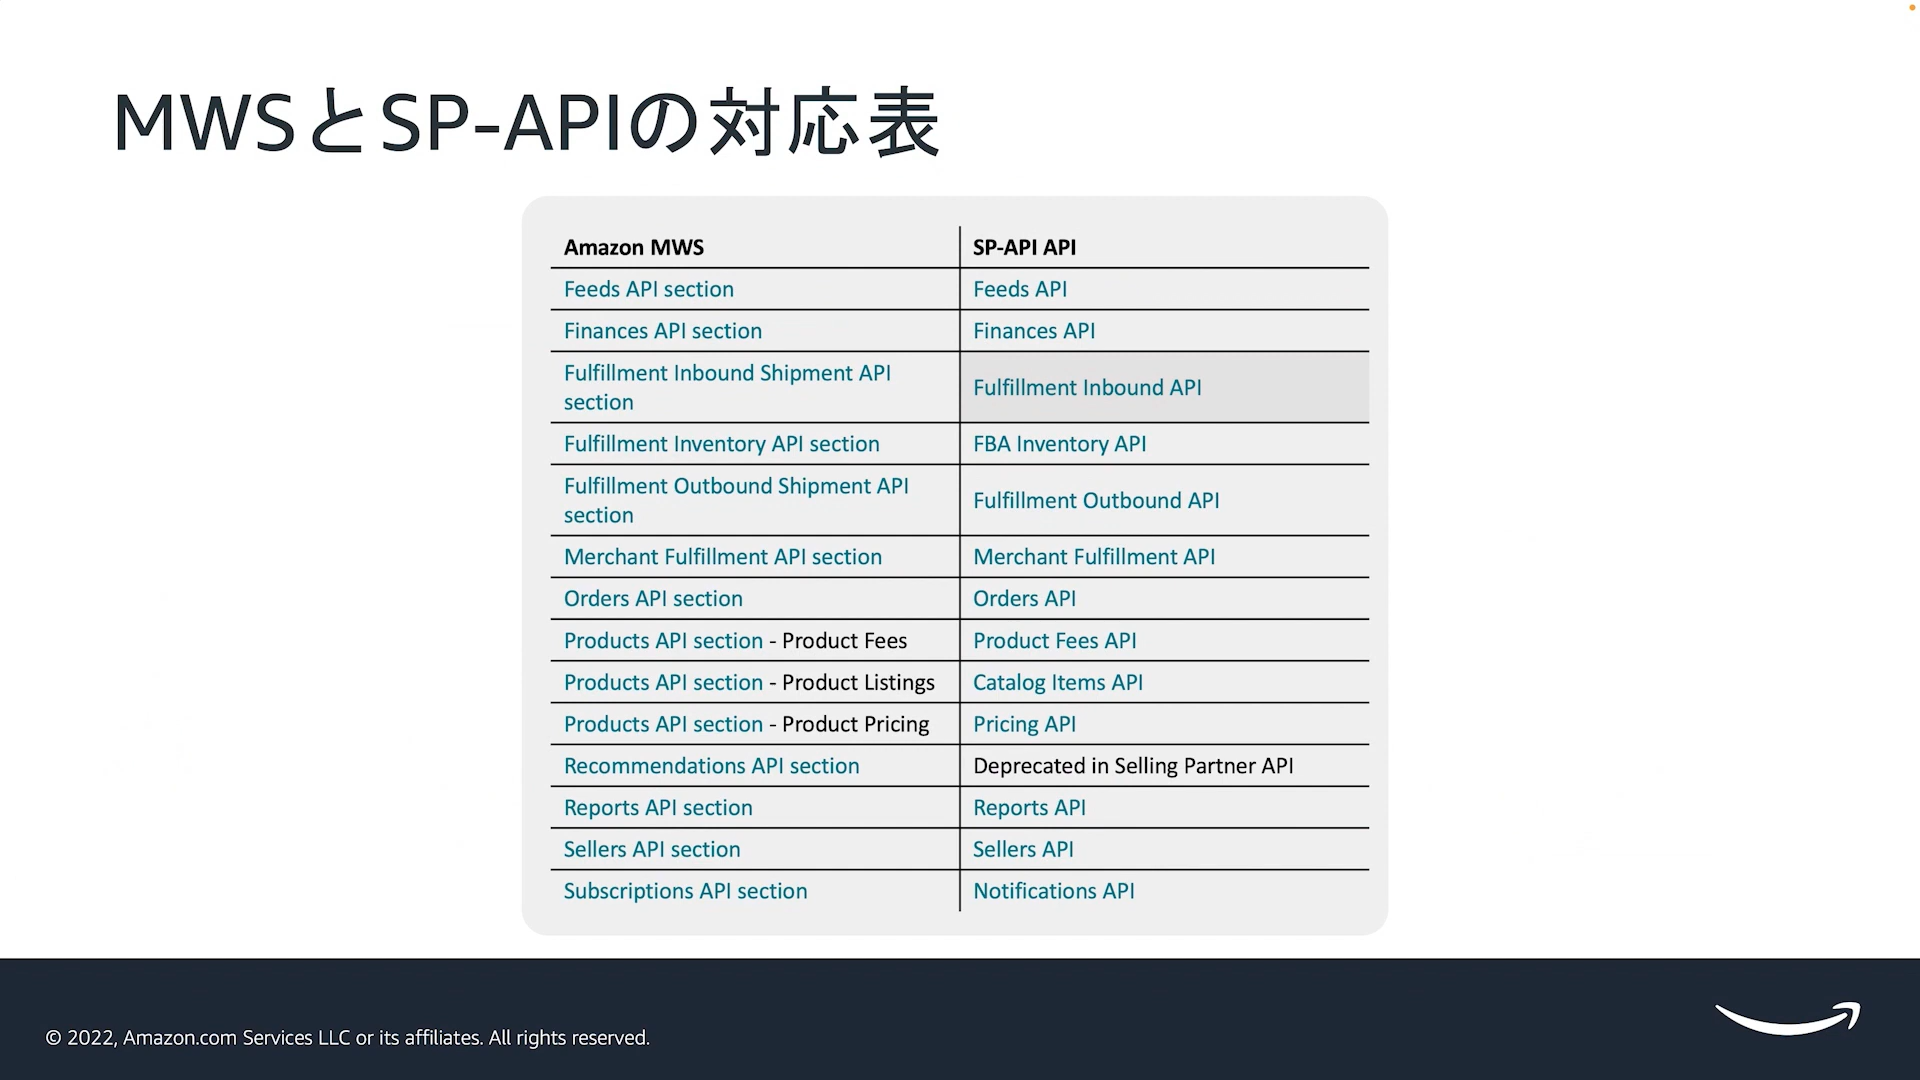 MWSとSP-APIの対応表
Amazon MWS
SP-API API
Feeds API section
Feeds API
Finances API section
Finances API
Fulfillment Inbound Shipment API
section
Fulfillment Inbound API
Fulfillment Inventory API section
FBA Inventory API
Fulfillment Outbound Shipment API
section
Fulfillment Outbound API
Merchant Fulfillment API section
Merchant Fulfillment API
Orders API section
Orders API
Products API section - Product Fees
Product Fees API
Products API section - Product Listings
Catalog Items API
Products API section - Product Pricing
Pricing API
Recommendations API section
Deprecated in Selling Partner API
Reports API section
Reports API
Sellers API section
Sellers API
Subscriptions API section
Notifications API
© 2022, Amazon.com Services LLC or its affiliates. All rights reserved.